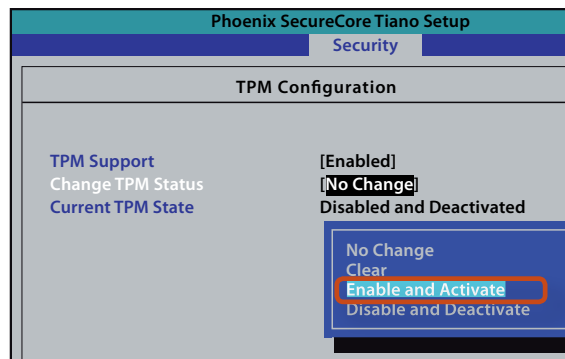 Phoenix SecureCore Tiano Setup
Security
TPM Configuration
TPM Support [Enabled]
Change TPM Status [No Change]
Current TPM State Disabled and Deactivated
No Change
Clear
Enable and Activate
Disable and Deactivate